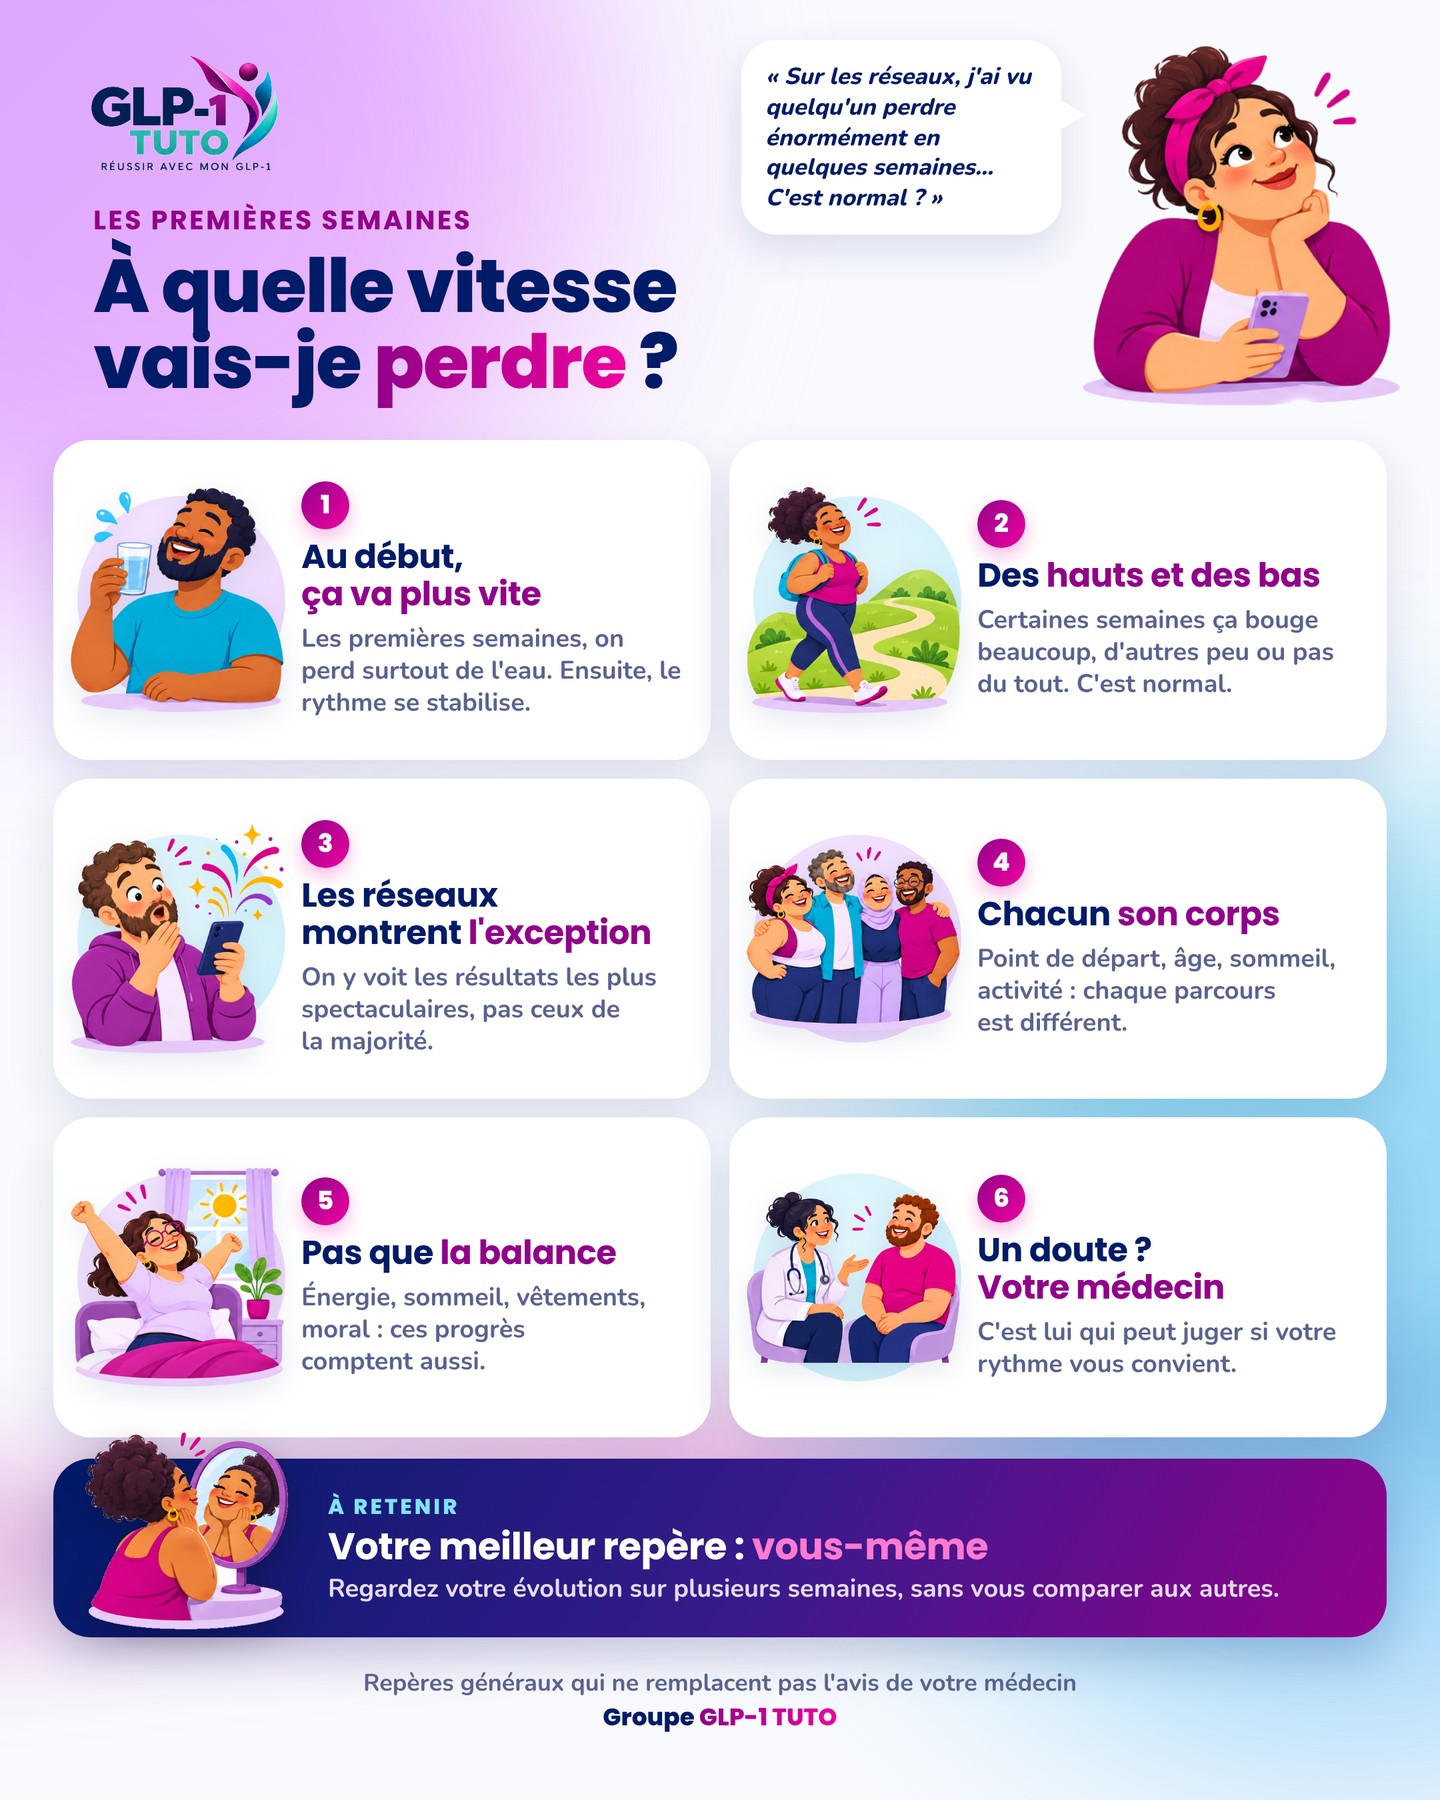 GLP-1
TUTO
RÉUSSIR AVEC MON GLP-1
LES PREMIÈRES SEMAINES
À quelle vitesse
vais-je perdre ?
« Sur les réseaux, j'ai vu
quelqu'un perdre
énormément en
quelques semaines...
C'est normal ? »
1
Au début,
ça va plus vite
Les premières semaines, on
perd surtout de l'eau. Ensuite, le
rythme se stabilise.
2
Des hauts et des bas
Certaines semaines ça bouge
beaucoup, d'autres peu ou pas
du tout. C'est normal.
3
Les réseaux
montrent l'exception
On y voit les résultats les plus
spectaculaires, pas ceux de
la majorité.
4
Chacun son corps
Point de départ, âge, sommeil,
activité : chaque parcours
est différent.
5
Pas que la balance
Énergie, sommeil, vêtements,
moral : ces progrès
comptent aussi.
6
Un doute ?
Votre médecin
C'est lui qui peut juger si votre
rythme vous convient.
À RETENIR
Votre meilleur repère : vous-même
Regardez votre évolution sur plusieurs semaines, sans vous comparer aux autres.
Repères généraux qui ne remplacent pas l'avis de votre médecin
Groupe GLP-1 TUTO